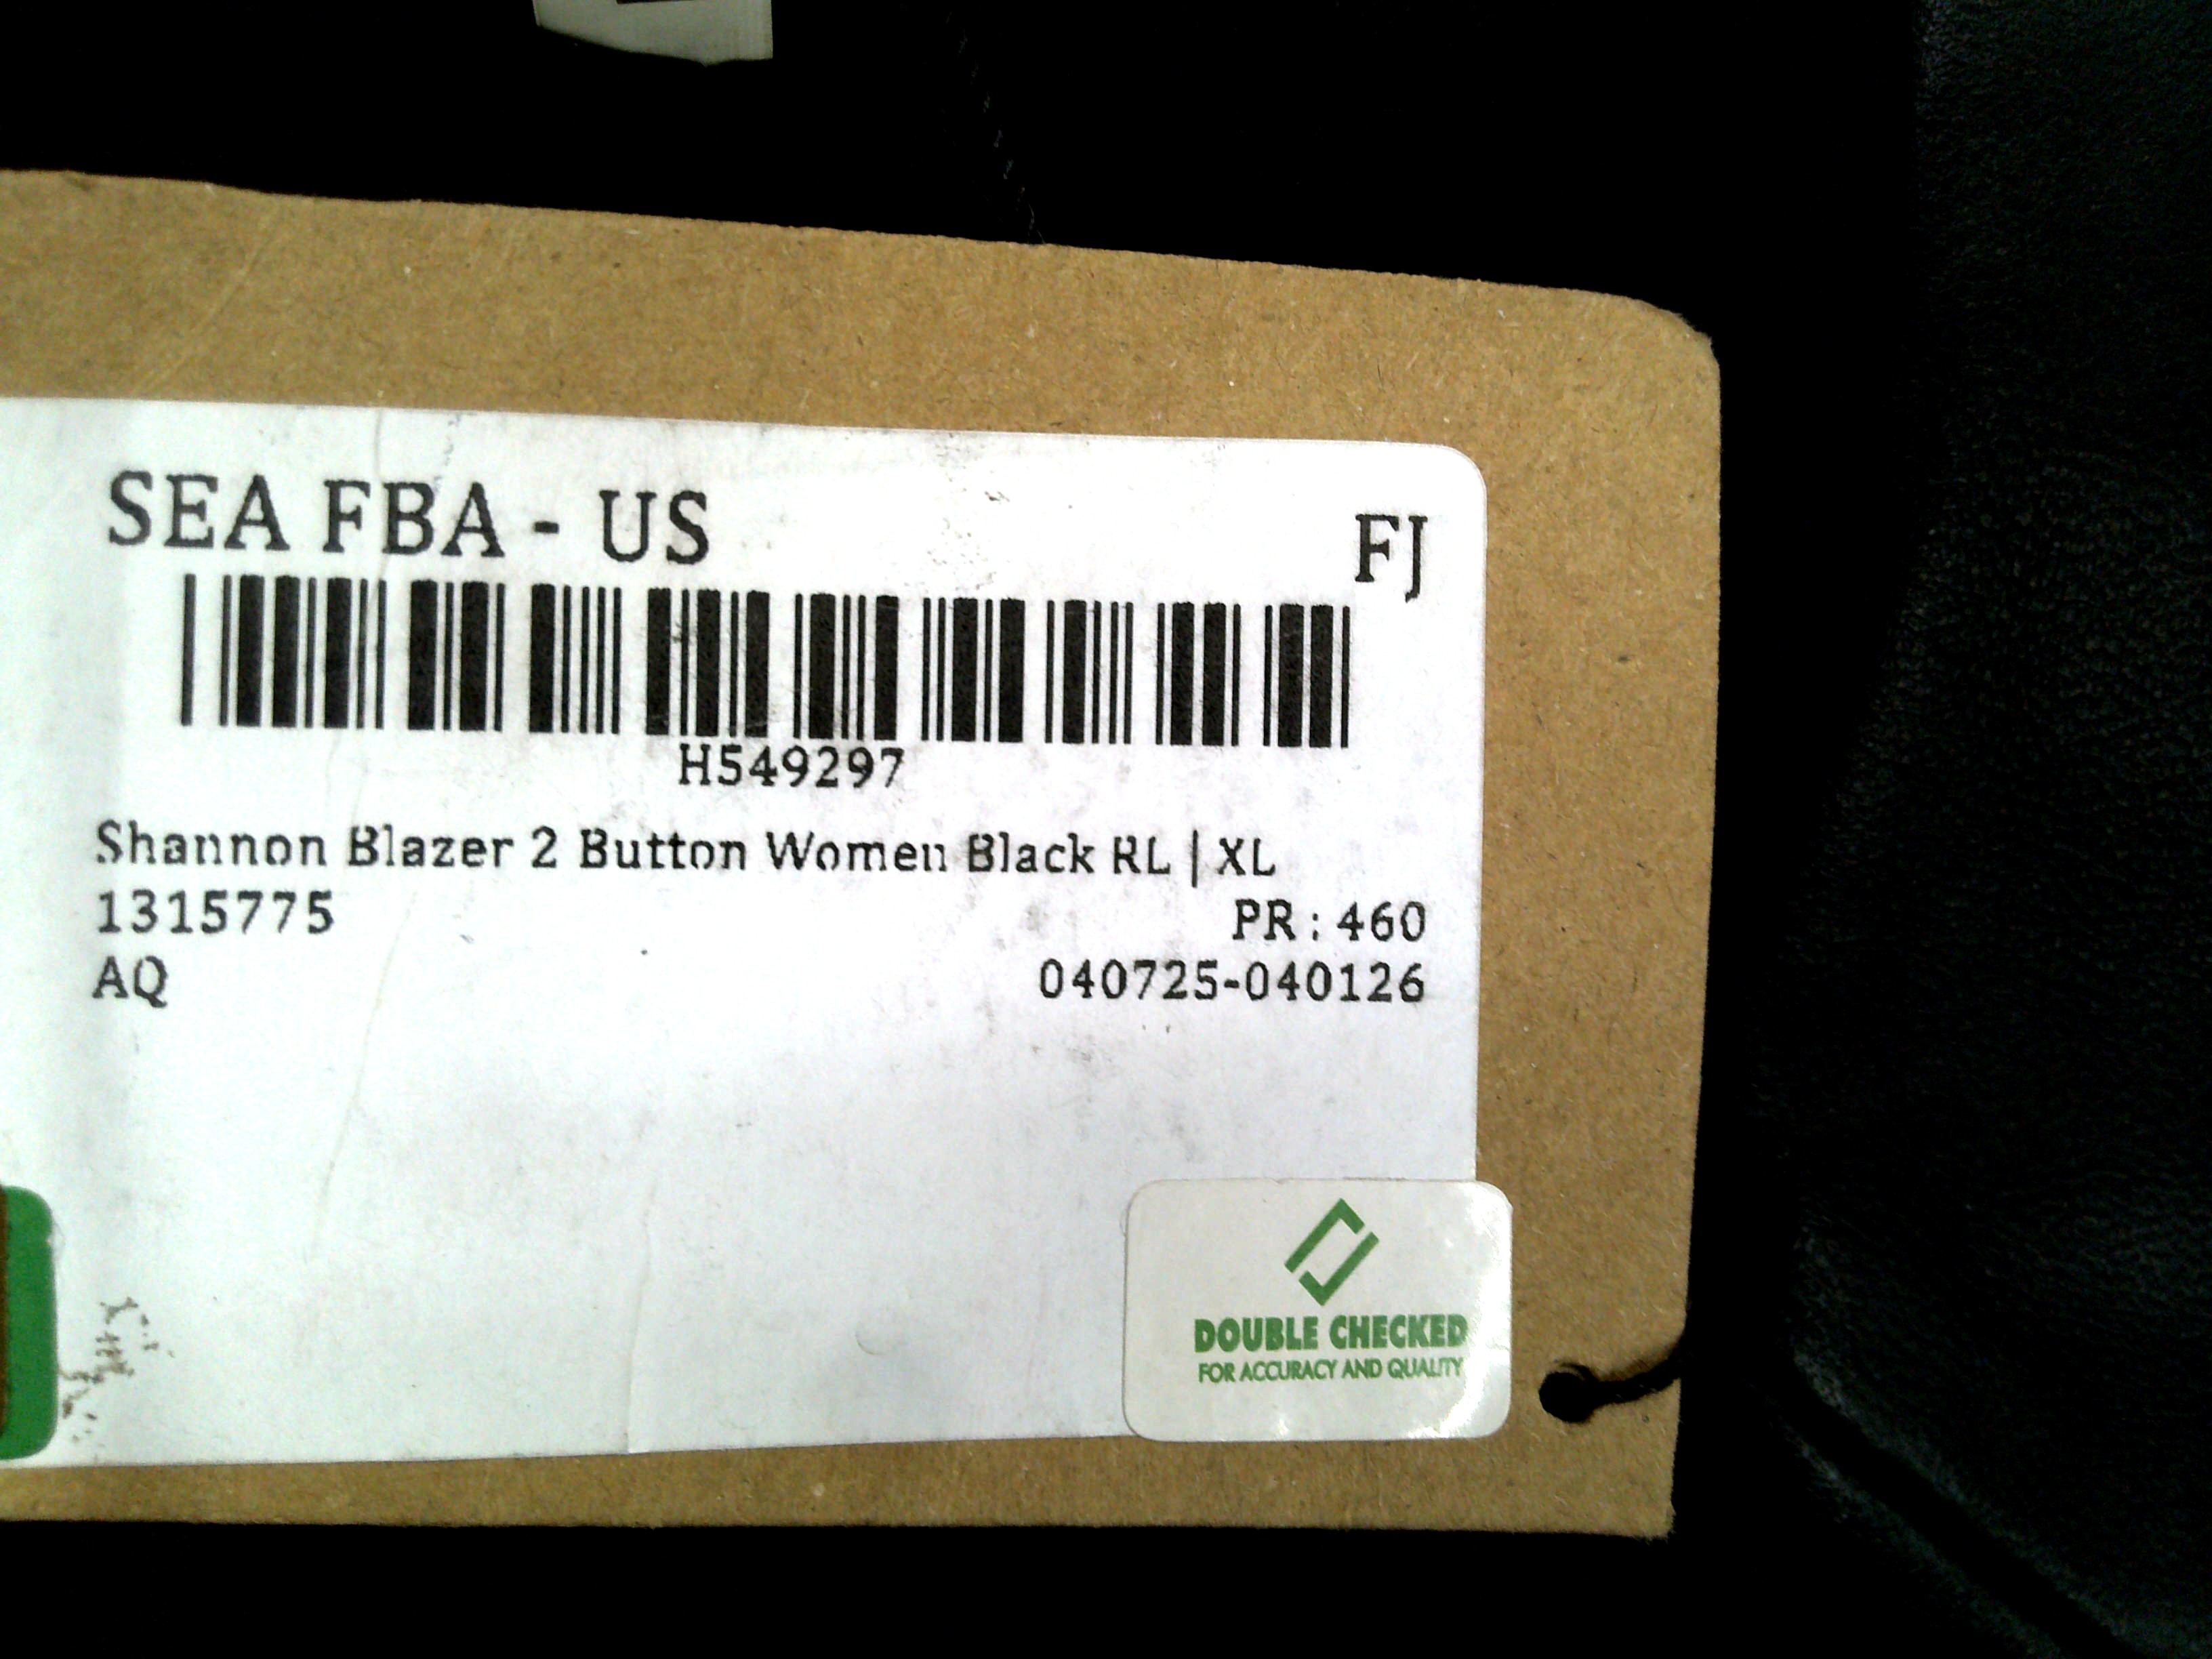 SEA FBA - US
FJ
H549297
Shannon Blazer 2 Button Women Black RL | XL
1315775
PR : 460
AQ
040725-040126
DOUBLE CHECKED
FOR ACCURACY AND QUALITY